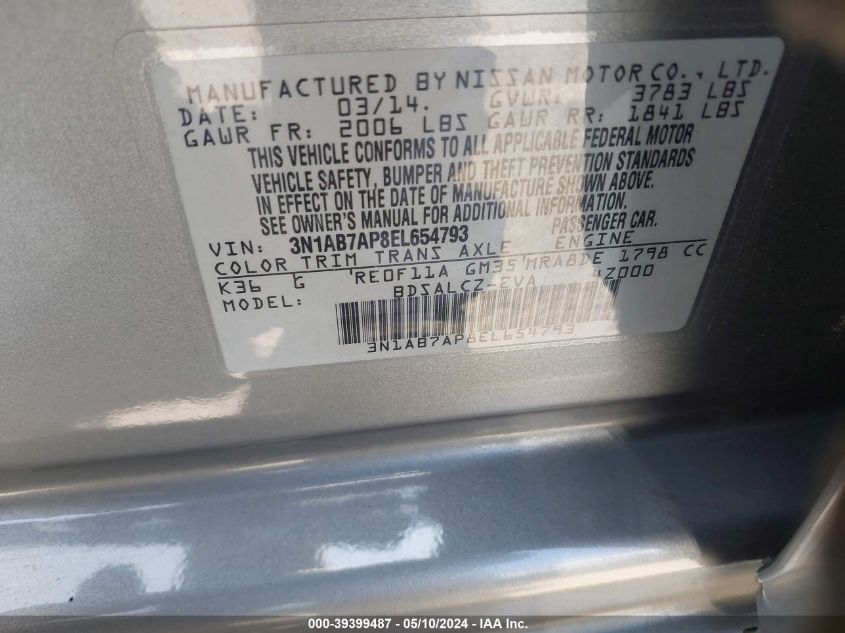 MANUFACTURED BY NISSAN MOTOR CO., LTD.
DATE: 03/14. GVWR: 3783 LBS
GAWR FR: 2006 LBS GAWR RR: 1841 LBS
THIS VEHICLE CONFORMS TO ALL APPLICABLE FEDERAL MOTOR
VEHICLE SAFETY, BUMPER AND THEFT PREVENTION STANDARDS
IN EFFECT ON THE DATE OF MANUFACTURE SHOWN ABOVE.
SEE OWNER'S MANUAL FOR ADDITIONAL INFORMATION.
VIN: 3N1AB7AP8EL654793 PASSENGER CAR.
COLOR TRIM TRANS AXLE ENGINE
K36 G RE0F11A GM35 MRA8DE 1798 CC
MODEL: BDSALCZ-EVA 4Z000
3N1AB7AP8EL654793
000-39399487 - 05/10/2024 - © IAA Inc.